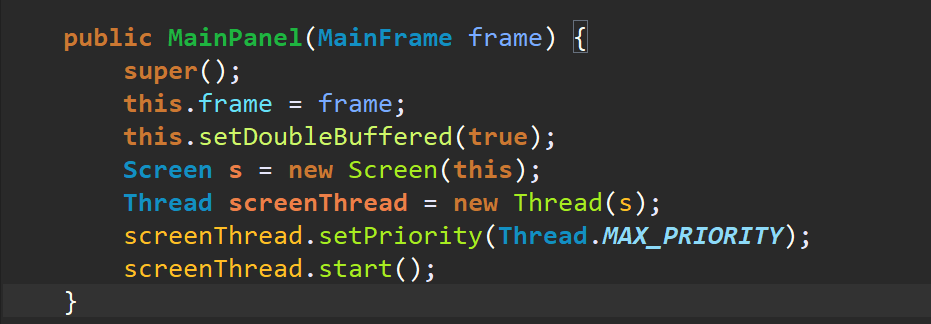 public MainPanel(MainFrame frame) {
super();
this.frame = frame;
this.setDoubleBuffered(true);
Screen s = new Screen(this);
Thread screenThread = new Thread(s);
screenThread.setPriority(Thread.MAX_PRIORITY);
screenThread.start();
}